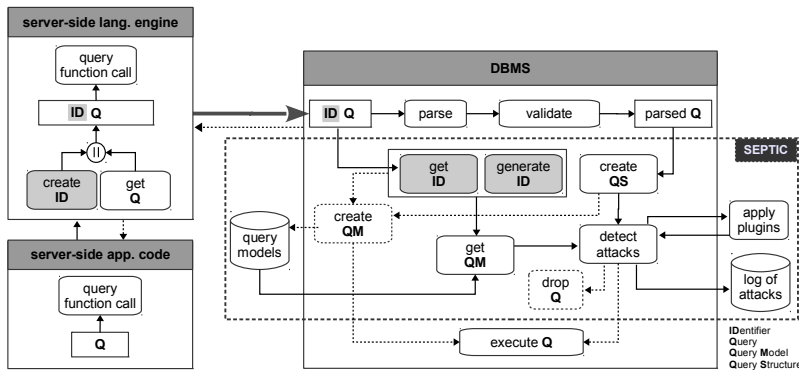 server-side lang. engine
query
function call
ID Q
||
create
ID
get
Q
server-side app. code
query
function call
Q
DBMS
ID Q
parse
validate
parsed Q
SEPTIC
get
ID
generate
ID
create
QS
create
QM
query
models
get
QM
detect
attacks
apply
plugins
drop
Q
log of
attacks
execute Q
IDentifier
Query
Query Model
Query Structure